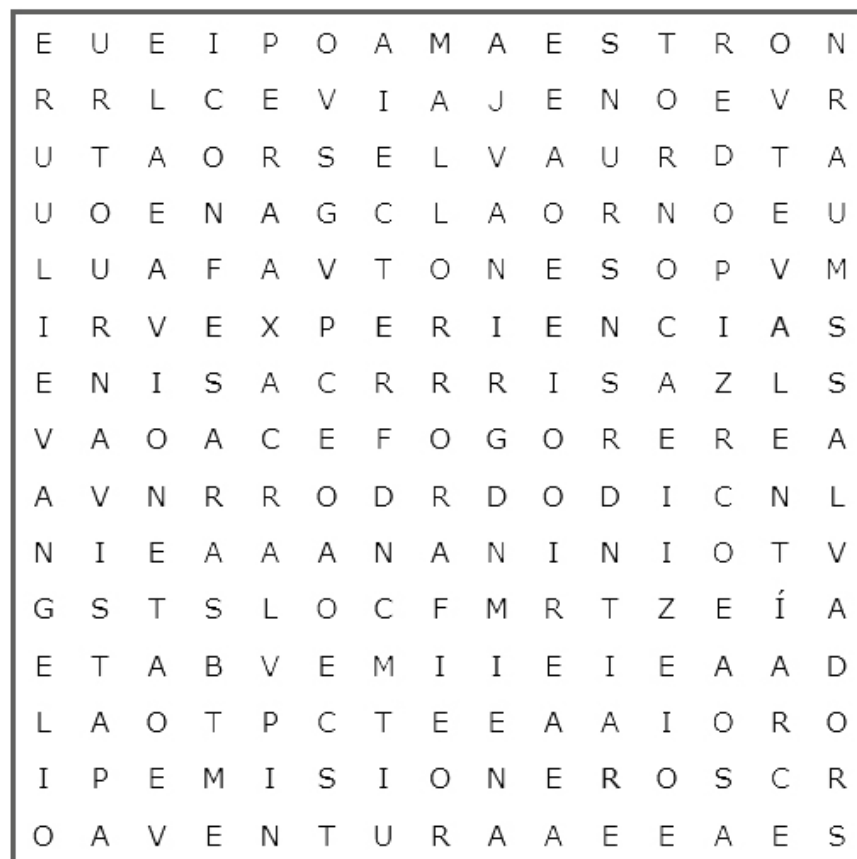 E U E I P O A M A E S T R O N
R R L C E V I A J E N O E V R
U T A O R S E L V A U R D T A
U O E N A G C L A O R N O E U
L U A F A V T O N E S O P V M
I R V E X P E R I E N C I A S
E N I S A C R R R I S A Z L S
V A O A C E F O G O R E R E A
A V N R R O D R D O D I C N L
N I E A A A N A N I N I O T V
G S T S L O C F M R T Z E Í A
E T A B V E M I I E I E A A D
L A O T P C T E E A A I O R O
I P E M I S I O N E R O S C R
O A V E N T U R A A E E A E S